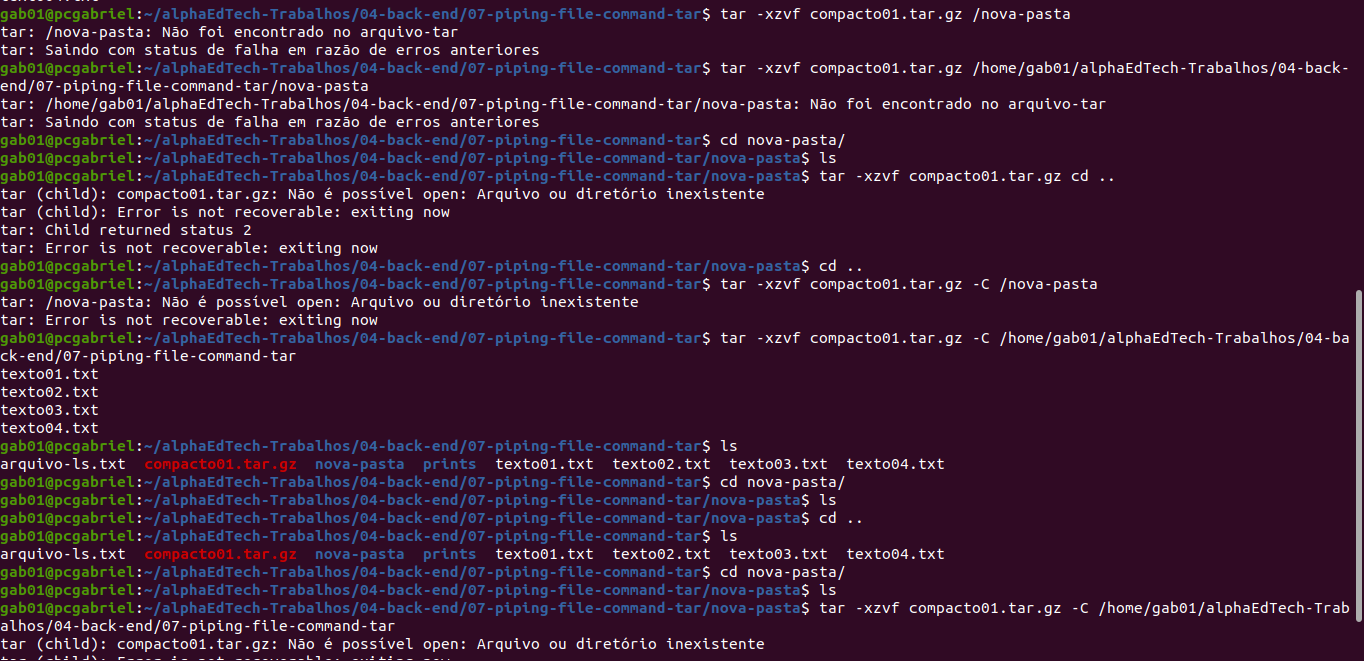 gab01@pcgabriel:~/alphaEdTech-Trabalhos/04-back-end/07-piping-file-command-tar$ tar -xzvf compacto01.tar.gz /nova-pasta
tar: /nova-pasta: Não foi encontrado no arquivo-tar
tar: Saindo com status de falha em razão de erros anteriores
gab01@pcgabriel:~/alphaEdTech-Trabalhos/04-back-end/07-piping-file-command-tar$ tar -xzvf compacto01.tar.gz /home/gab01/alphaEdTech-Trabalhos/04-back-
end/07-piping-file-command-tar/nova-pasta
tar: /home/gab01/alphaEdTech-Trabalhos/04-back-end/07-piping-file-command-tar/nova-pasta: Não foi encontrado no arquivo-tar
tar: Saindo com status de falha em razão de erros anteriores
gab01@pcgabriel:~/alphaEdTech-Trabalhos/04-back-end/07-piping-file-command-tar$ cd nova-pasta/
gab01@pcgabriel:~/alphaEdTech-Trabalhos/04-back-end/07-piping-file-command-tar/nova-pasta$ ls
gab01@pcgabriel:~/alphaEdTech-Trabalhos/04-back-end/07-piping-file-command-tar/nova-pasta$ tar -xzvf compacto01.tar.gz cd ..
tar (child): compacto01.tar.gz: Não é possível open: Arquivo ou diretório inexistente
tar (child): Error is not recoverable: exiting now
tar: Child returned status 2
tar: Error is not recoverable: exiting now
gab01@pcgabriel:~/alphaEdTech-Trabalhos/04-back-end/07-piping-file-command-tar/nova-pasta$ cd ..
gab01@pcgabriel:~/alphaEdTech-Trabalhos/04-back-end/07-piping-file-command-tar$ tar -xzvf compacto01.tar.gz -C /nova-pasta
tar: /nova-pasta: Não é possível open: Arquivo ou diretório inexistente
tar: Error is not recoverable: exiting now
gab01@pcgabriel:~/alphaEdTech-Trabalhos/04-back-end/07-piping-file-command-tar$ tar -xzvf compacto01.tar.gz -C /home/gab01/alphaEdTech-Trabalhos/04-ba
ck-end/07-piping-file-command-tar
texto01.txt
texto02.txt
texto03.txt
texto04.txt
gab01@pcgabriel:~/alphaEdTech-Trabalhos/04-back-end/07-piping-file-command-tar$ ls
arquivo-ls.txt compacto01.tar.gz nova-pasta prints texto01.txt texto02.txt texto03.txt texto04.txt
gab01@pcgabriel:~/alphaEdTech-Trabalhos/04-back-end/07-piping-file-command-tar$ cd nova-pasta/
gab01@pcgabriel:~/alphaEdTech-Trabalhos/04-back-end/07-piping-file-command-tar/nova-pasta$ ls
gab01@pcgabriel:~/alphaEdTech-Trabalhos/04-back-end/07-piping-file-command-tar/nova-pasta$ cd ..
gab01@pcgabriel:~/alphaEdTech-Trabalhos/04-back-end/07-piping-file-command-tar$ ls
arquivo-ls.txt compacto01.tar.gz nova-pasta prints texto01.txt texto02.txt texto03.txt texto04.txt
gab01@pcgabriel:~/alphaEdTech-Trabalhos/04-back-end/07-piping-file-command-tar$ cd nova-pasta/
gab01@pcgabriel:~/alphaEdTech-Trabalhos/04-back-end/07-piping-file-command-tar/nova-pasta$ ls
gab01@pcgabriel:~/alphaEdTech-Trabalhos/04-back-end/07-piping-file-command-tar/nova-pasta$ tar -xzvf compacto01.tar.gz -C /home/gab01/alphaEdTech-Trab
alhos/04-back-end/07-piping-file-command-tar
tar (child): compacto01.tar.gz: Não é possível open: Arquivo ou diretório inexistente